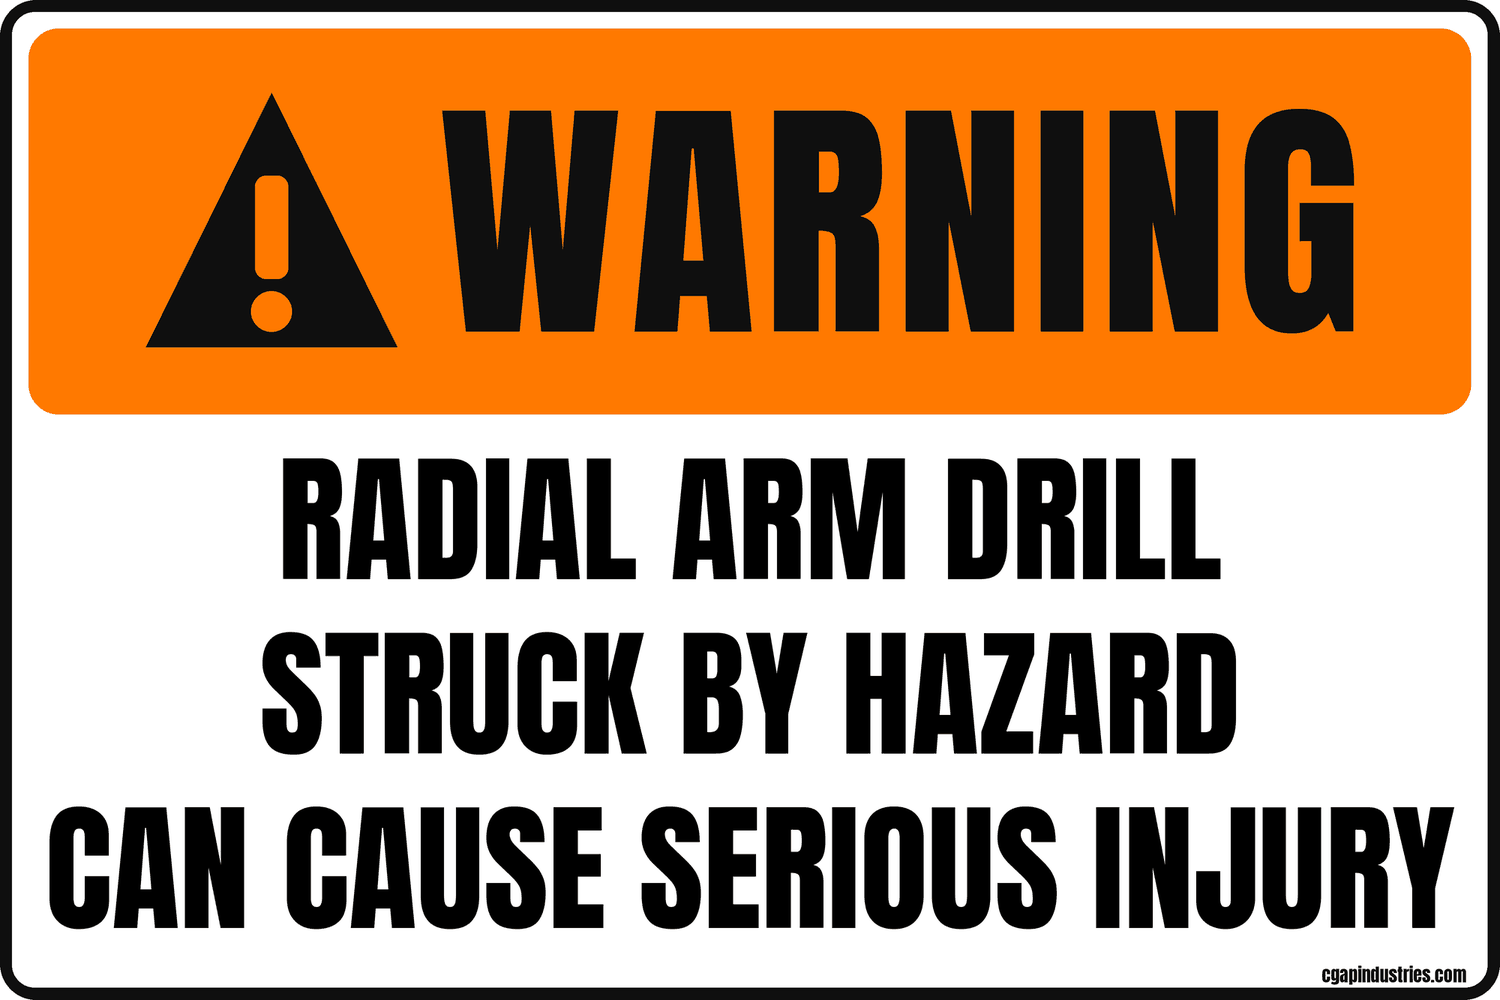 WARNING
RADIAL ARM DRILL
STRUCK BY HAZARD
CAN CAUSE SERIOUS INJURY
cgapindustries.com